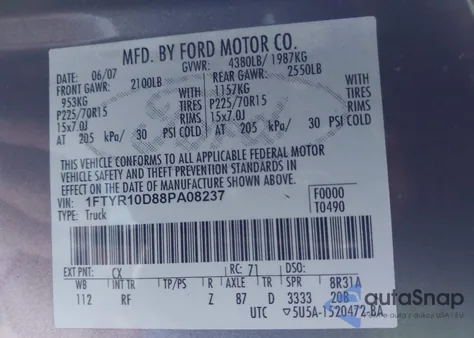 MFD. BY FORD MOTOR CO.
DATE: 06/07 GVWR: 4380LB/ 1987KG
FRONT GAWR: 2100LB REAR GAWR: 2550LB
953KG WITH 1157KG WITH
P225/70R15 TIRES P225/70R15 TIRES
15x7.0J RIMS 15x7.0J RIMS
AT 205 kPa/ 30 PSI COLD AT 205 kPa/ 30 PSI COLD
THIS VEHICLE CONFORMS TO ALL APPLICABLE FEDERAL MOTOR
VEHICLE SAFETY AND THEFT PREVENTION STANDARDS IN
EFFECT ON THE DATE OF MANUFACTURE SHOWN ABOVE.
VIN: 1FTYR10D88PA08237 F0000
TYPE: Truck T0490
EXT PNT: CX RC: 71 DSO:
WB INT TR TP/PS R AXLE TR SPR 8R31A
112 RF Z 87 D 3333 20B
UTC ▽5U5A-1520472-BA
autoSnap